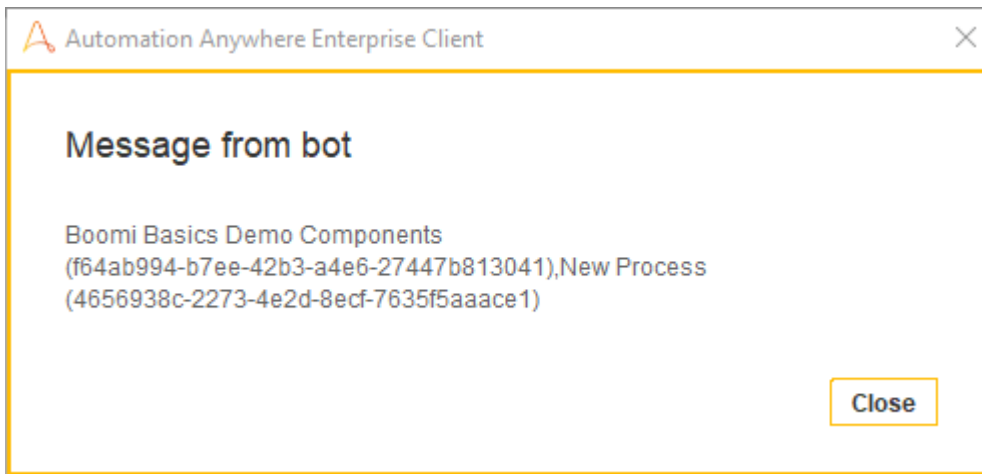 Automation Anywhere Enterprise Client
Message from bot
Boomi Basics Demo Components
(f64ab994-b7ee-42b3-a4e6-27447b813041),New Process
(4656938c-2273-4e2d-8ecf-7635f5aaace1)
Close